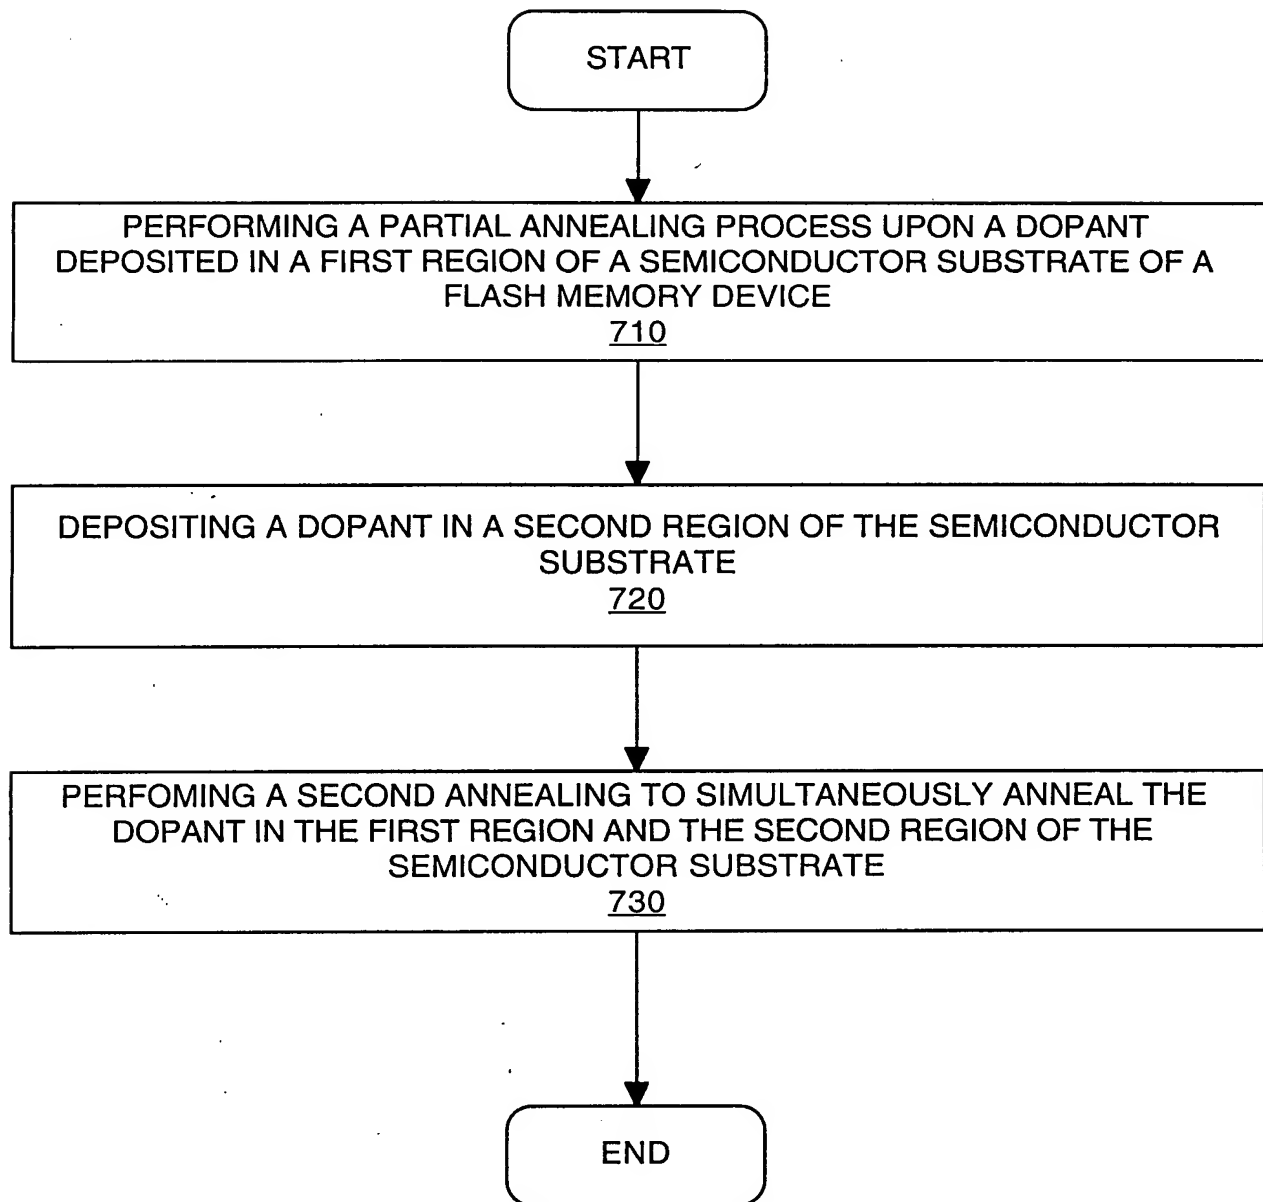 START
PERFORMING A PARTIAL ANNEALING PROCESS UPON A DOPANT
DEPOSITED IN A FIRST REGION OF A SEMICONDUCTOR SUBSTRATE OF A
FLASH MEMORY DEVICE
710
DEPOSITING A DOPANT IN A SECOND REGION OF THE SEMICONDUCTOR
SUBSTRATE
720
PERFOMING A SECOND ANNEALING TO SIMULTANEOUSLY ANNEAL THE
DOPANT IN THE FIRST REGION AND THE SECOND REGION OF THE
SEMICONDUCTOR SUBSTRATE
730
END